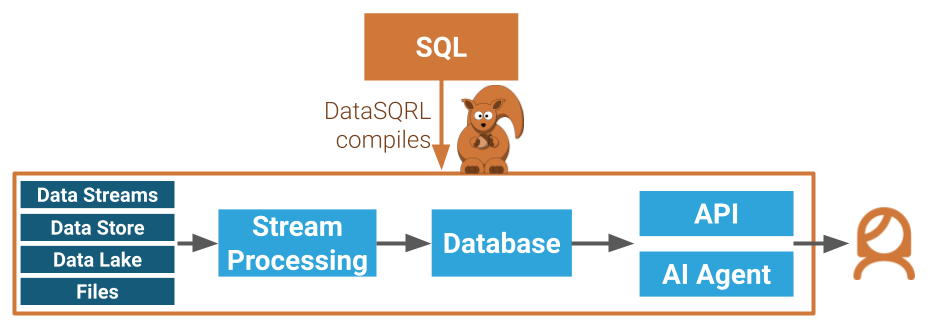 SQL
DataSQRL
compiles
Data Streams
Data Store
Data Lake
Files
Stream
Processing
Database
API
AI Agent